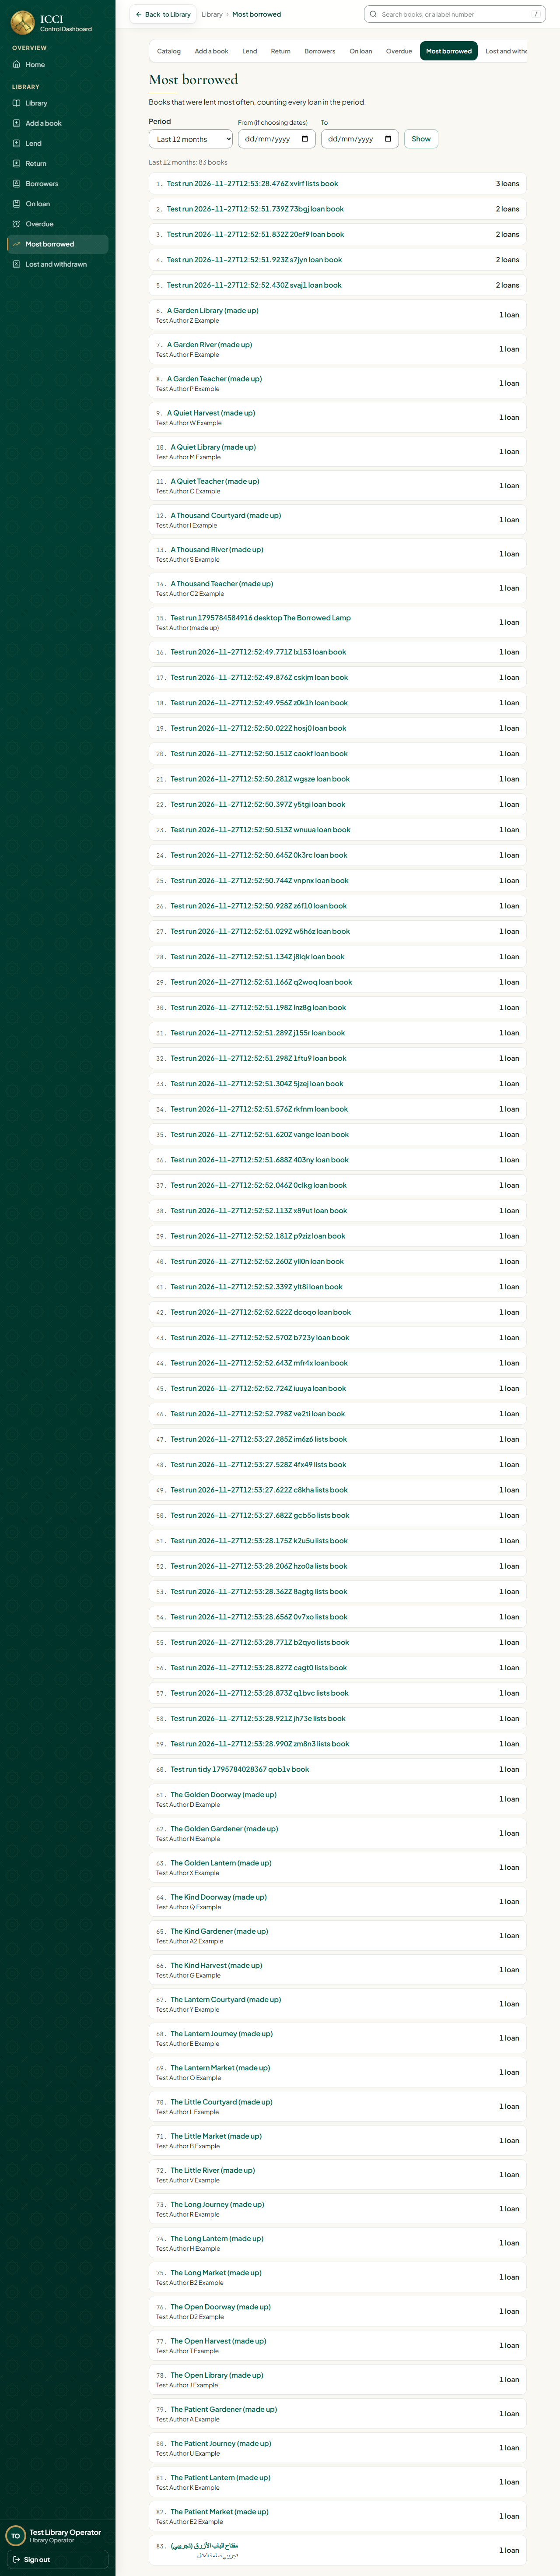 ICCI
Control Dashboard
OVERVIEW
Home
LIBRARY
Library
Add a book
Lend
Return
Borrowers
On loan
Overdue
Most borrowed
Lost and withdrawn
TO
Test Library Operator
Library Operator
Sign out
Back to Library
Library › Most borrowed
Search books, or a label number
/
Catalog Add a book Lend Return Borrowers On loan Overdue Most borrowed Lost and withd
Most borrowed
Books that were lent most often, counting every loan in the period.
Period From (if choosing dates) To
Last 12 months dd/mm/yyyy dd/mm/yyyy Show
Last 12 months: 83 books
1. Test run 2026-11-27T12:53:28.476Z xvirf lists book 3 loans
2. Test run 2026-11-27T12:52:51.739Z 73bgj loan book 2 loans
3. Test run 2026-11-27T12:52:51.832Z 20ef9 loan book 2 loans
4. Test run 2026-11-27T12:52:51.923Z s7jyn loan book 2 loans
5. Test run 2026-11-27T12:52:52.430Z svaj1 loan book 2 loans
6. A Garden Library (made up) 1 loan
Test Author Z Example
7. A Garden River (made up) 1 loan
Test Author F Example
8. A Garden Teacher (made up) 1 loan
Test Author P Example
9. A Quiet Harvest (made up) 1 loan
Test Author W Example
10. A Quiet Library (made up) 1 loan
Test Author M Example
11. A Quiet Teacher (made up) 1 loan
Test Author C Example
12. A Thousand Courtyard (made up) 1 loan
Test Author I Example
13. A Thousand River (made up) 1 loan
Test Author S Example
14. A Thousand Teacher (made up) 1 loan
Test Author C2 Example
15. Test run 1795784584916 desktop The Borrowed Lamp 1 loan
Test Author (made up)
16. Test run 2026-11-27T12:52:49.771Z lx153 loan book 1 loan
17. Test run 2026-11-27T12:52:49.876Z cskjm loan book 1 loan
18. Test run 2026-11-27T12:52:49.956Z z0k1h loan book 1 loan
19. Test run 2026-11-27T12:52:50.022Z hosj0 loan book 1 loan
20. Test run 2026-11-27T12:52:50.151Z caokf loan book 1 loan
21. Test run 2026-11-27T12:52:50.281Z wgsze loan book 1 loan
22. Test run 2026-11-27T12:52:50.397Z y5tgi loan book 1 loan
23. Test run 2026-11-27T12:52:50.513Z wnuua loan book 1 loan
24. Test run 2026-11-27T12:52:50.645Z 0k3rc loan book 1 loan
25. Test run 2026-11-27T12:52:50.744Z vnpnx loan book 1 loan
26. Test run 2026-11-27T12:52:50.928Z z6f10 loan book 1 loan
27. Test run 2026-11-27T12:52:51.029Z w5h6z loan book 1 loan
28. Test run 2026-11-27T12:52:51.134Z j8lqk loan book 1 loan
29. Test run 2026-11-27T12:52:51.166Z q2woq loan book 1 loan
30. Test run 2026-11-27T12:52:51.198Z lnz8g loan book 1 loan
31. Test run 2026-11-27T12:52:51.289Z j155r loan book 1 loan
32. Test run 2026-11-27T12:52:51.298Z 1ftu9 loan book 1 loan
33. Test run 2026-11-27T12:52:51.304Z 5jzej loan book 1 loan
34. Test run 2026-11-27T12:52:51.576Z rkfnm loan book 1 loan
35. Test run 2026-11-27T12:52:51.620Z vange loan book 1 loan
36. Test run 2026-11-27T12:52:51.688Z 403ny loan book 1 loan
37. Test run 2026-11-27T12:52:52.046Z 0clkg loan book 1 loan
38. Test run 2026-11-27T12:52:52.113Z x89ut loan book 1 loan
39. Test run 2026-11-27T12:52:52.181Z p9ziz loan book 1 loan
40. Test run 2026-11-27T12:52:52.260Z yll0n loan book 1 loan
41. Test run 2026-11-27T12:52:52.339Z ylt8i loan book 1 loan
42. Test run 2026-11-27T12:52:52.522Z dcoqo loan book 1 loan
43. Test run 2026-11-27T12:52:52.570Z b723y loan book 1 loan
44. Test run 2026-11-27T12:52:52.643Z mfr4x loan book 1 loan
45. Test run 2026-11-27T12:52:52.724Z iuuya loan book 1 loan
46. Test run 2026-11-27T12:52:52.798Z ve2ti loan book 1 loan
47. Test run 2026-11-27T12:53:27.285Z im6z6 lists book 1 loan
48. Test run 2026-11-27T12:53:27.528Z 4fx49 lists book 1 loan
49. Test run 2026-11-27T12:53:27.622Z c8kha lists book 1 loan
50. Test run 2026-11-27T12:53:27.682Z gcb5o lists book 1 loan
51. Test run 2026-11-27T12:53:28.175Z k2u5u lists book 1 loan
52. Test run 2026-11-27T12:53:28.206Z hzo0a lists book 1 loan
53. Test run 2026-11-27T12:53:28.362Z 8agtg lists book 1 loan
54. Test run 2026-11-27T12:53:28.656Z 0v7xo lists book 1 loan
55. Test run 2026-11-27T12:53:28.771Z b2qyo lists book 1 loan
56. Test run 2026-11-27T12:53:28.827Z cagt0 lists book 1 loan
57. Test run 2026-11-27T12:53:28.873Z q1bvc lists book 1 loan
58. Test run 2026-11-27T12:53:28.921Z jh73e lists book 1 loan
59. Test run 2026-11-27T12:53:28.990Z zm8n3 lists book 1 loan
60. Test run tidy 1795784028367 qob1v book 1 loan
61. The Golden Doorway (made up) 1 loan
Test Author D Example
62. The Golden Gardener (made up) 1 loan
Test Author N Example
63. The Golden Lantern (made up) 1 loan
Test Author X Example
64. The Kind Doorway (made up) 1 loan
Test Author Q Example
65. The Kind Gardener (made up) 1 loan
Test Author A2 Example
66. The Kind Harvest (made up) 1 loan
Test Author G Example
67. The Lantern Courtyard (made up) 1 loan
Test Author Y Example
68. The Lantern Journey (made up) 1 loan
Test Author E Example
69. The Lantern Market (made up) 1 loan
Test Author O Example
70. The Little Courtyard (made up) 1 loan
Test Author L Example
71. The Little Market (made up) 1 loan
Test Author B Example
72. The Little River (made up) 1 loan
Test Author V Example
73. The Long Journey (made up) 1 loan
Test Author R Example
74. The Long Lantern (made up) 1 loan
Test Author H Example
75. The Long Market (made up) 1 loan
Test Author B2 Example
76. The Open Doorway (made up) 1 loan
Test Author D2 Example
77. The Open Harvest (made up) 1 loan
Test Author T Example
78. The Open Library (made up) 1 loan
Test Author J Example
79. The Patient Gardener (made up) 1 loan
Test Author A Example
80. The Patient Journey (made up) 1 loan
Test Author U Example
81. The Patient Lantern (made up) 1 loan
Test Author K Example
82. The Patient Market (made up) 1 loan
Test Author E2 Example
83. مفتاح الباب الأزرق (تجريبي) 1 loan
تجريبي فاطمة المثال